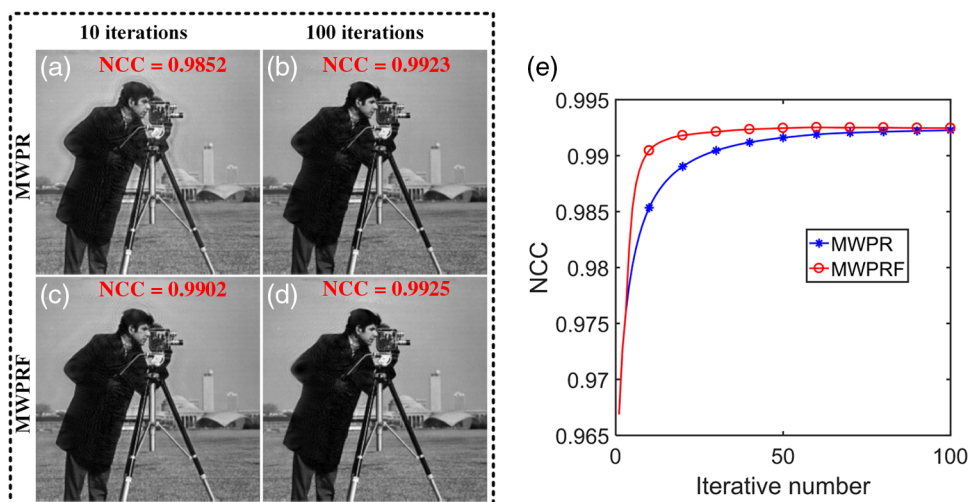 10 iterations
100 iterations
MWPR
(a)
NCC = 0.9852
(b)
NCC = 0.9923
MWPRF
(c)
NCC = 0.9902
(d)
NCC = 0.9925
(e)
NCC
0.995
0.99
0.985
0.98
0.975
0.97
0.965
0
50
100
Iterative number
MWPR
MWPRF